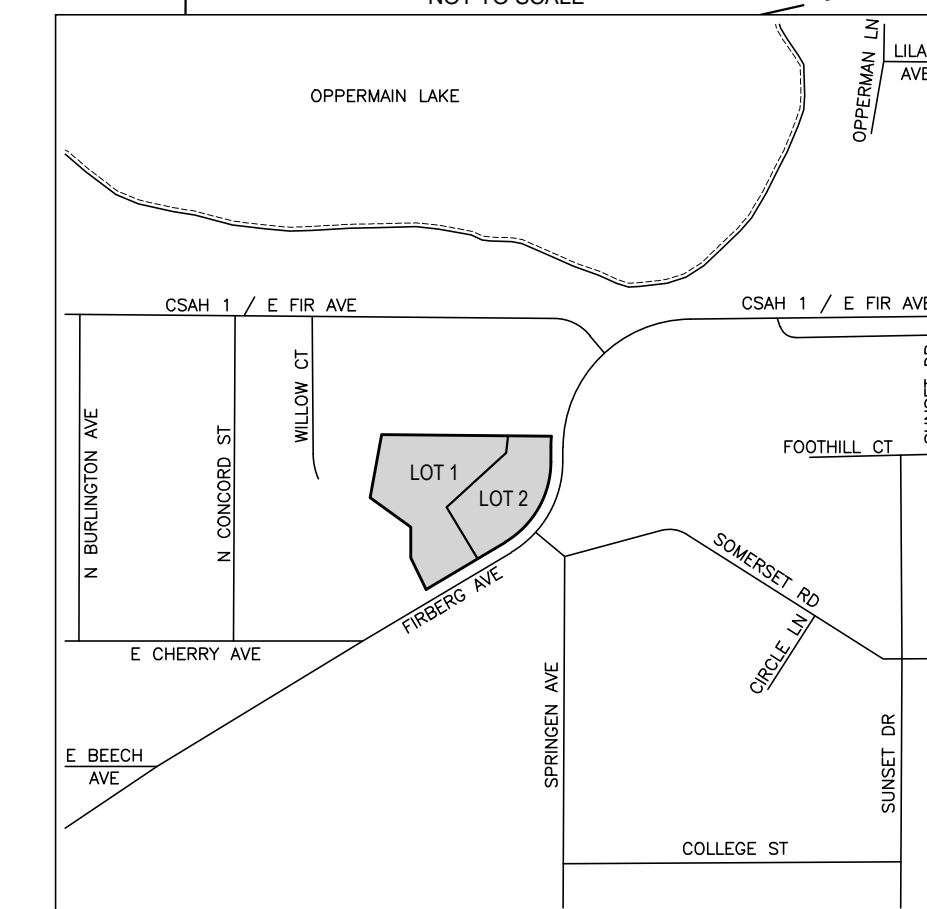 NOT TO SCALE
OPPERMAIN LAKE
OPPERMAN LN
LILA
AVE
CSAH 1 / E FIR AVE
CSAH 1 / E FIR AVE
WILLOW CT
N BURLINGTON AVE
N CONCORD ST
FOOTHILL CT
LOT 1
LOT 2
SOMERSET RD
FIRBERG AVE
CIRCLE LN
E CHERRY AVE
SPRINGEN AVE
SUNSET DR
E BEECH
AVE
COLLEGE ST